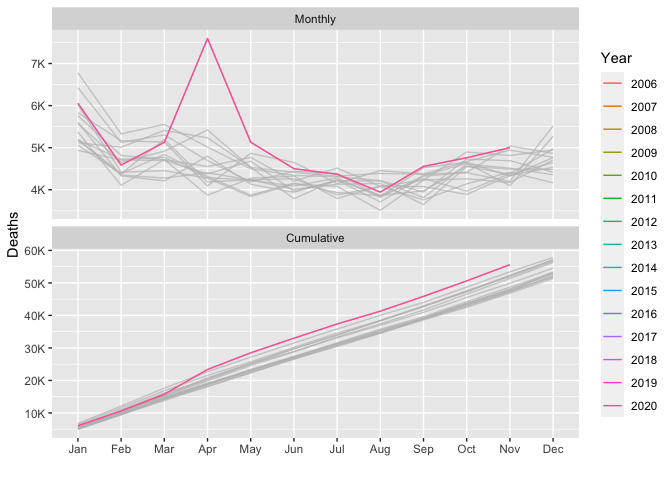 Monthly
7K
6K
5K
4K
Deaths
Cumulative
60K
50K
40K
30K
20K
10K
Jan Feb Mar Apr May Jun Jul Aug Sep Oct Nov Dec
Year
2006
2007
2008
2009
2010
2011
2012
2013
2014
2015
2016
2017
2018
2019
2020